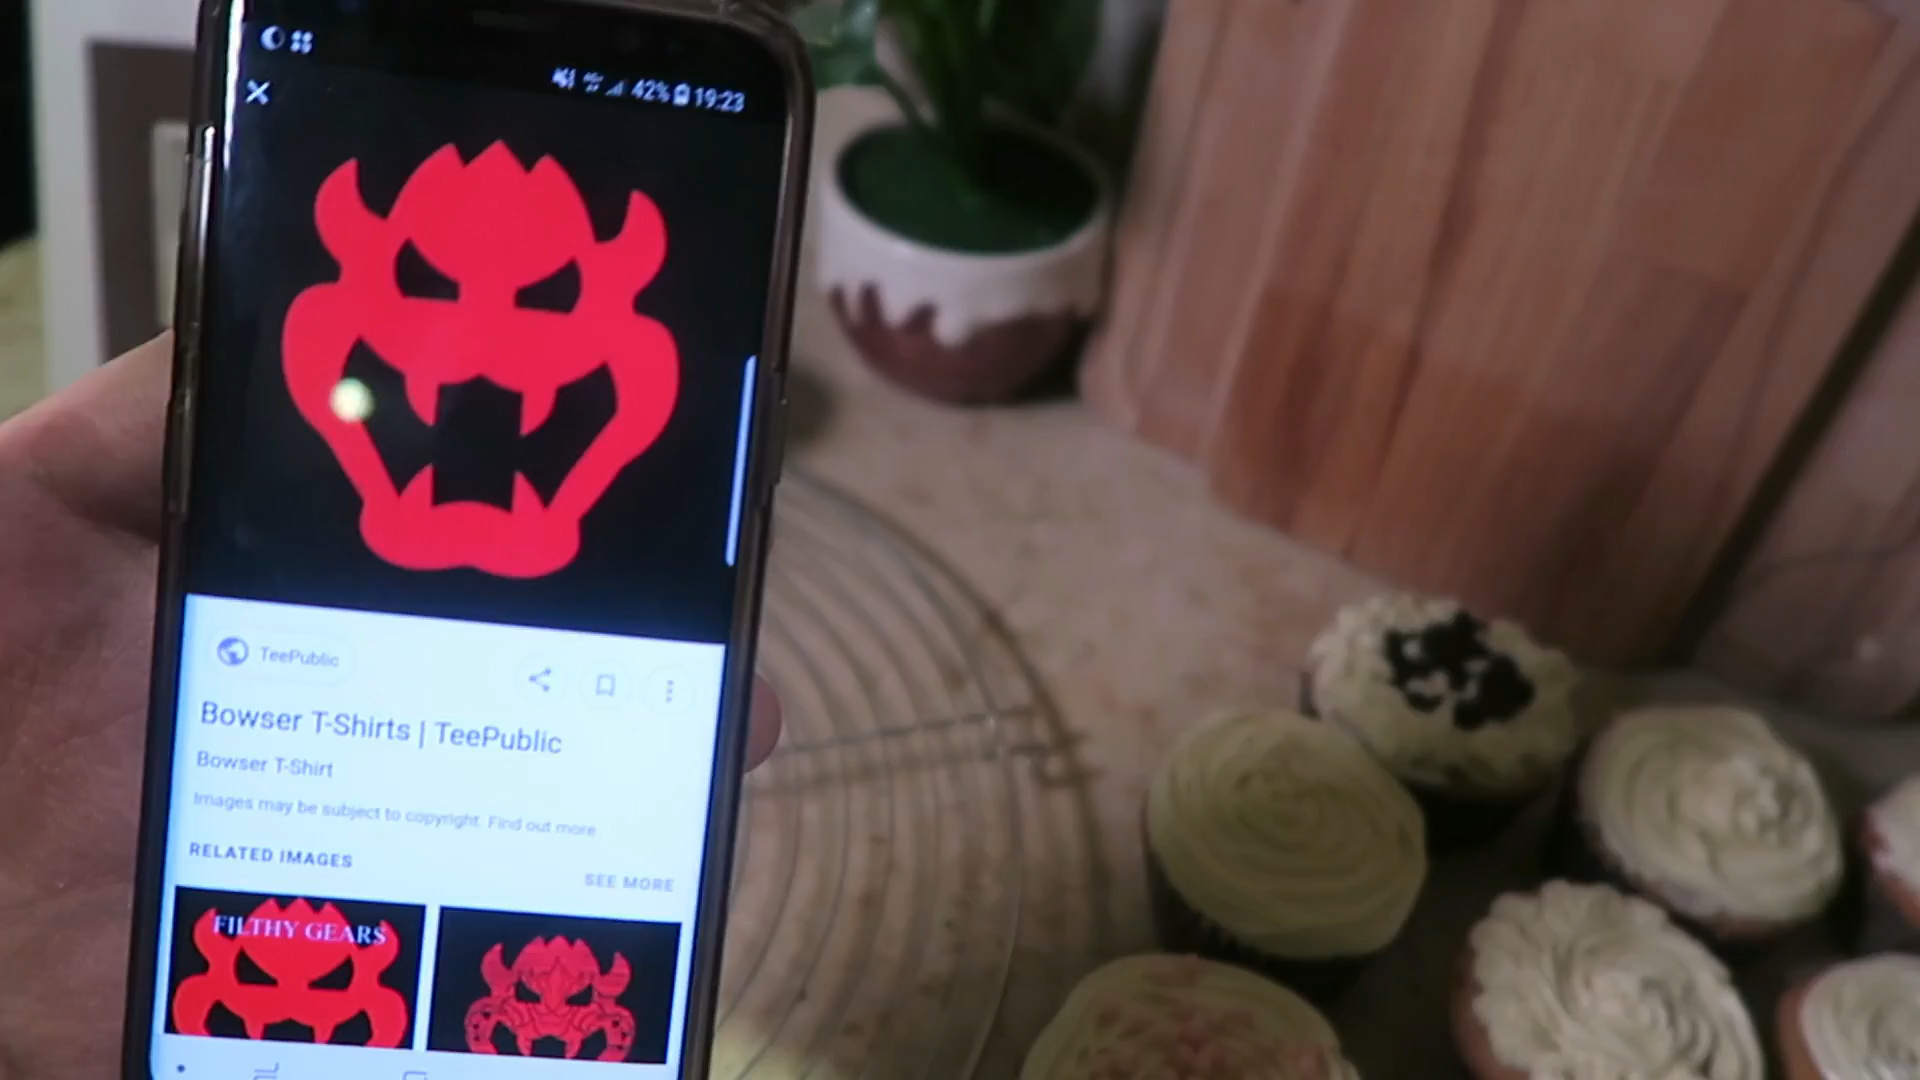 42% 19:23
TeePublic
Bowser T-Shirts | TeePublic
Bowser T-Shirt
Images may be subject to copyright. Find out more
RELATED IMAGES
SEE MORE
FILTHY GEARS